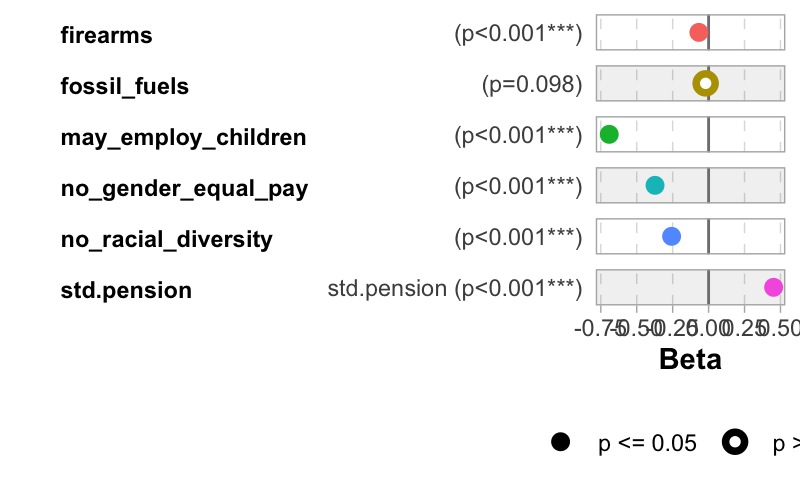 firearms (p<0.001***)
fossil_fuels (p=0.098)
may_employ_children (p<0.001***)
no_gender_equal_pay (p<0.001***)
no_racial_diversity (p<0.001***)
std.pension std.pension (p<0.001***)
-0.75 -0.50 -0.25 0.00 0.25 0.50
Beta
p <= 0.05 p >